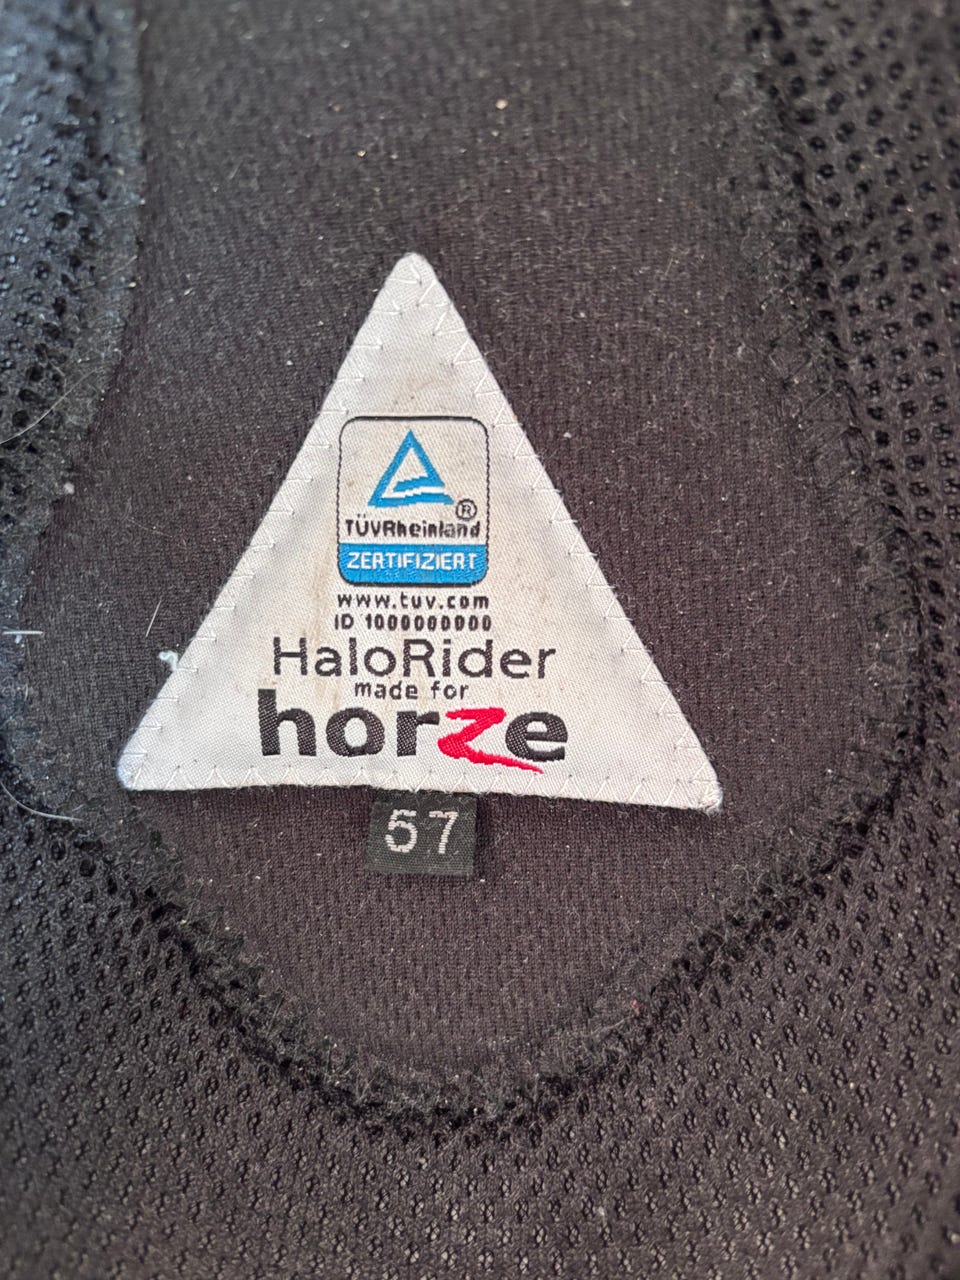 TÜVRheinland®
ZERTIFIZIERT
www.tuv.com
ID 1000000000
HaloRider
made for
horze
57